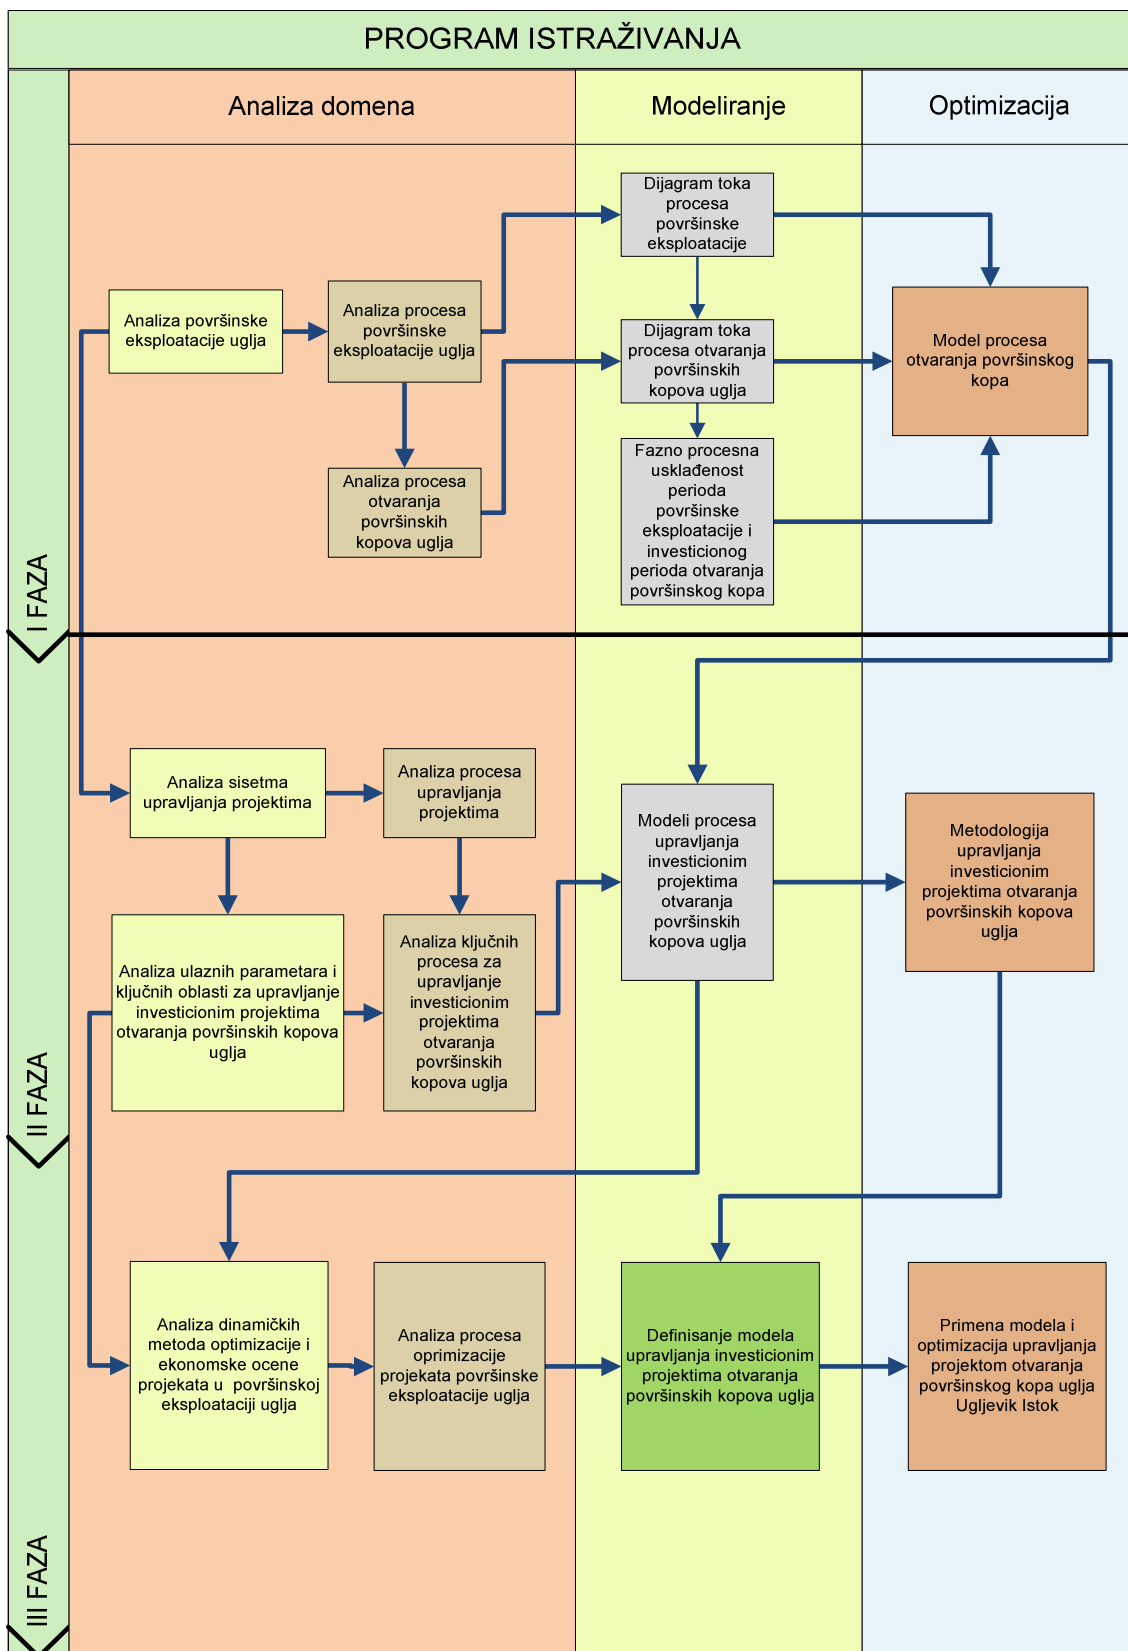 PROGRAM ISTRAŽIVANJA
Analiza domena
Modeliranje
Optimizacija
I FAZA
Analiza površinske
eksploatacije uglja
Analiza procesa
površinske
eksploatacije uglja
Analiza procesa
otvaranja
površinskih
kopova uglja
Dijagram toka
procesa
površinske
eksploatacije
Dijagram toka
procesa otvaranja
površinskih
kopova uglja
Fazno procesna
usklađenost
perioda
površinske
eksploatacije i
investicionog
perioda otvaranja
površinskog kopa
Model procesa
otvaranja površinskog
kopa
II FAZA
Analiza sisetma
upravljanja projektima
Analiza procesa
upravljanja
projektima
Analiza ulaznih parametara i
ključnih oblasti za upravljanje
investicionim projektima
otvaranja površinskih kopova
uglja
Analiza ključnih
procesa za
upravljanje
investicionim
projektima
otvaranja
površinskih
kopova uglja
Modeli procesa
upravljanja
investicionim
projektima
otvaranja
površinskih
kopova uglja
Metodologija
upravljanja
investicionim
projektima otvaranja
površinskih kopova
uglja
III FAZA
Analiza dinamičkih
metoda optimizacije i
ekonomske ocene
projekata u površinskoj
eksploataciji uglja
Analiza procesa
oprimizacije
projekata površinske
eksploatacije uglja
Definisanje modela
upravljanja investicionim
projektima otvaranja
površinskih kopova uglja
Primena modela i
optimizacija upravljanja
projektom otvaranja
površinskog kopa uglja
Ugljevik Istok